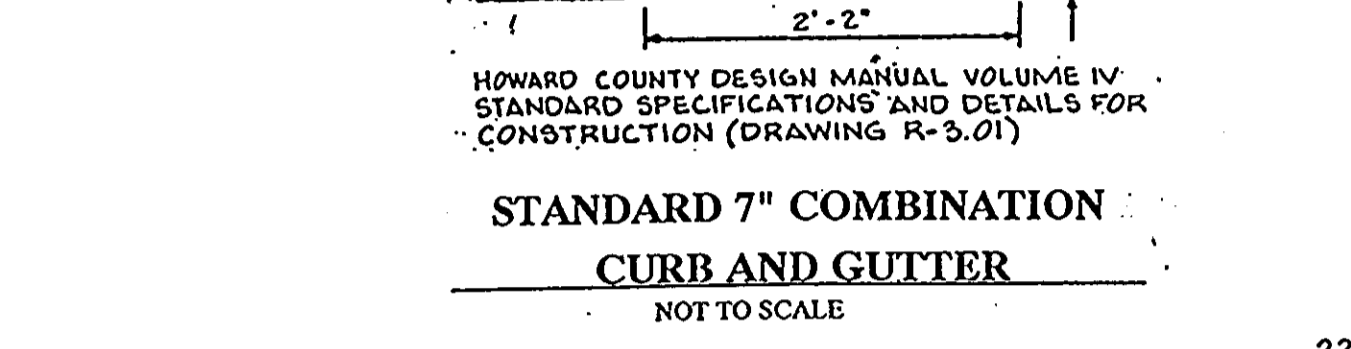 2'-2"
HOWARD COUNTY DESIGN MANUAL VOLUME IV
STANDARD SPECIFICATIONS AND DETAILS FOR
CONSTRUCTION (DRAWING R-3.01)
STANDARD 7" COMBINATION
CURB AND GUTTER
NOT TO SCALE